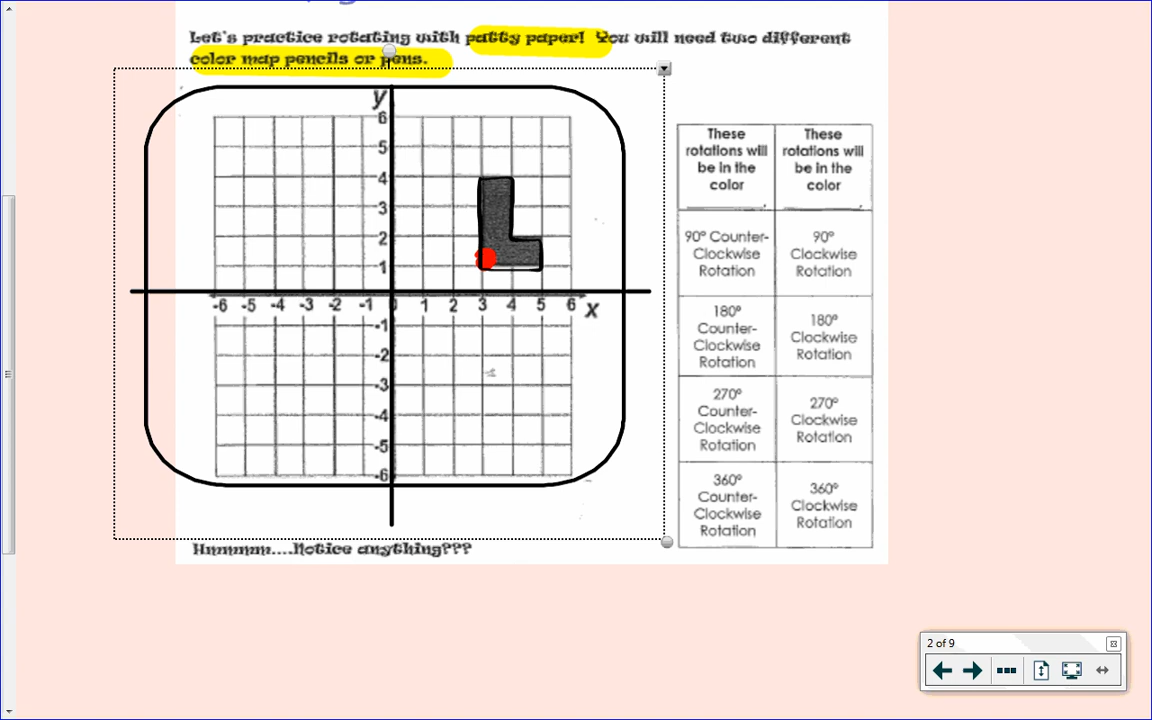 Let's practice rotating with patty paper! You will need two different
color map pencils or pens.
y
6
5
4
3
2
1
-6 -5 -4 -3 -2 -1 0 1 2 3 4 5 6 x
-1
-2
-3
-4
-5
-6
These rotations will be in the color
These rotations will be in the color
90° Counter-Clockwise Rotation
90° Clockwise Rotation
180° Counter-Clockwise Rotation
180° Clockwise Rotation
270° Counter-Clockwise Rotation
270° Clockwise Rotation
360° Counter-Clockwise Rotation
360° Clockwise Rotation
Hmmmm....Notice anything???
2 of 9